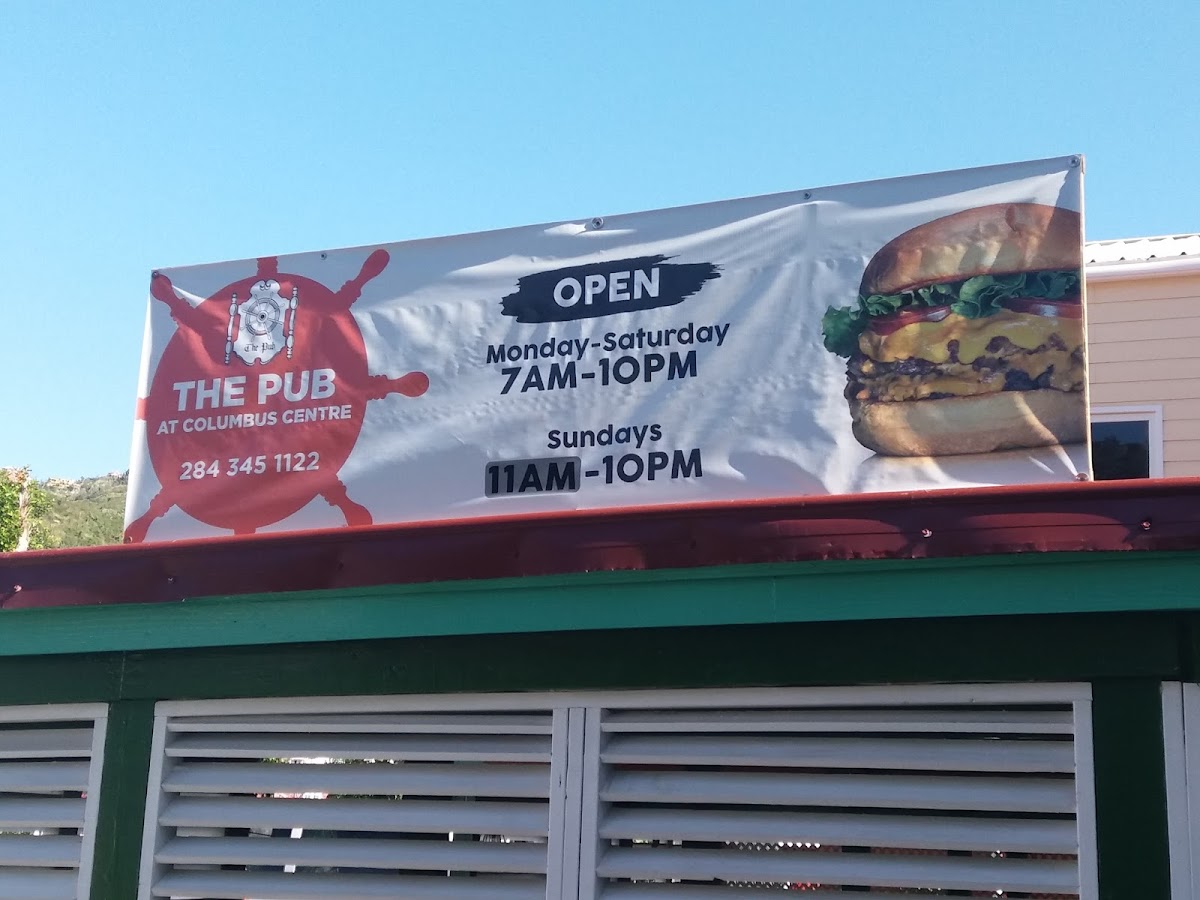 The Pub
THE PUB
AT COLUMBUS CENTRE
284 345 1122
OPEN
Monday-Saturday
7AM-10PM
Sundays
11AM-10PM